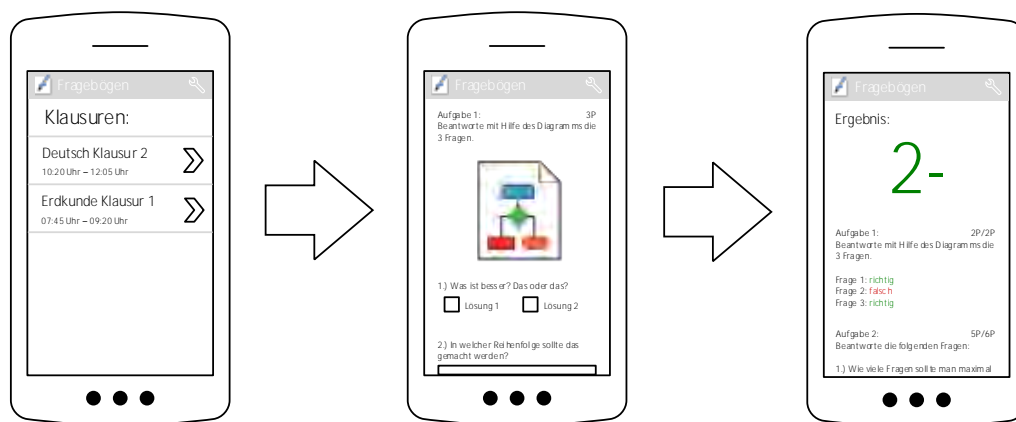 Fragebögen
Klausuren:
Deutsch Klausur 2
10:20 Uhr – 12:05 Uhr
Erdkunde Klausur 1
07:45 Uhr – 09:20 Uhr
Fragebögen
Aufgabe 1: 3P
Beantworte mit Hilfe des Diagramms die
3 Fragen.
1.) Was ist besser? Das oder das?
Lösung 1 Lösung 2
2.) In welcher Reihenfolge sollte das
gemacht werden?
Fragebögen
Ergebnis:
2-
Aufgabe 1: 2P/2P
Beantworte mit Hilfe des Diagramms die
3 Fragen.
Frage 1: richtig
Frage 2: falsch
Frage 3: richtig
Aufgabe 2: 5P/6P
Beantworte die folgenden Fragen:
1.) Wie viele Fragen sollte man maximal